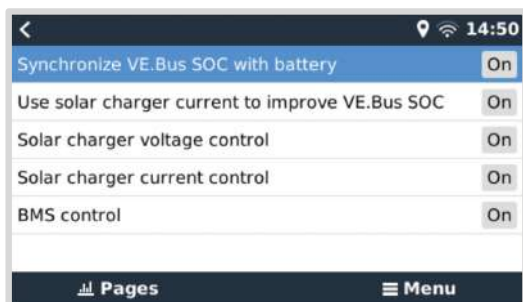 14:50
Synchronize VE.Bus SOC with battery On
Use solar charger current to improve VE.Bus SOC On
Solar charger voltage control On
Solar charger current control On
BMS control On
Pages Menu